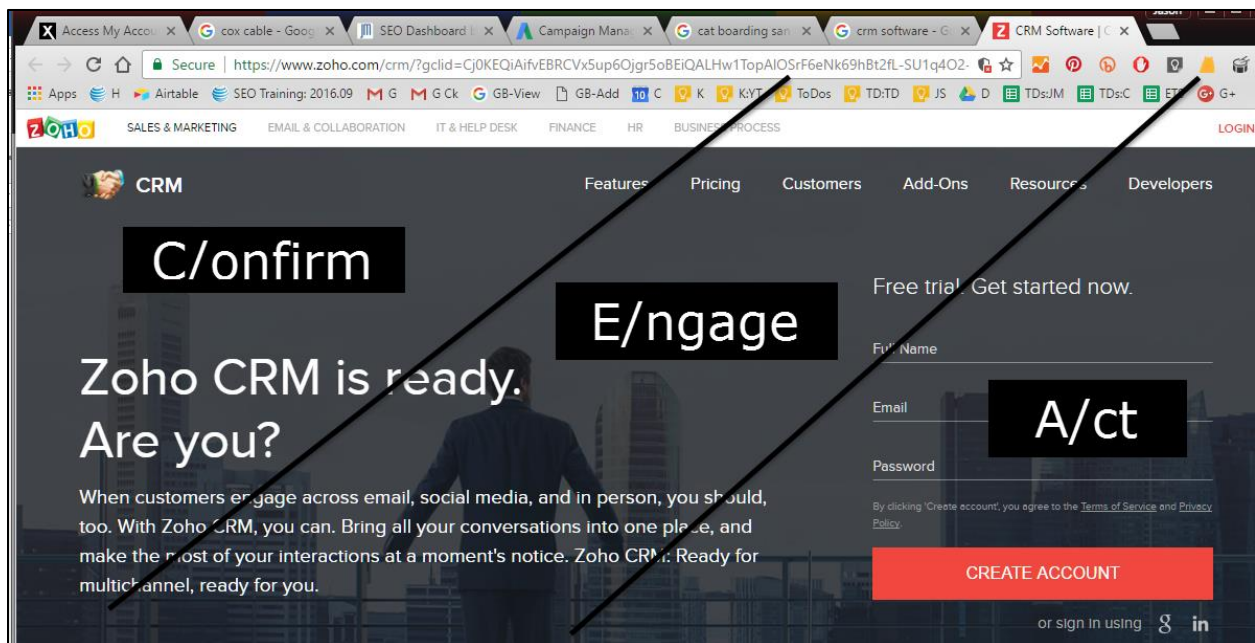 Jason
Access My Accou
cox cable - Goog
SEO Dashboard
Campaign Manag
cat boarding san
crm software - G
CRM Software | C
Secure | https://www.zoho.com/crm/?gclid=Cj0KEQiAifvEBRCVx5up6Ojgr5oBEiQALHw1TopAlOSrF6eNk69hBt2fL-SU1q4O2-
Apps H Airtable SEO Training: 2016.09 G G Ck GB-View GB-Add 10 C K K:YT ToDos TD:TD JS D TDs:JM TDs:C G+
ZOHO SALES & MARKETING EMAIL & COLLABORATION IT & HELP DESK FINANCE HR BUSINESS PROCESS LOGIN
CRM Features Pricing Customers Add-Ons Resources Developers
C/onfirm
E/ngage
Zoho CRM is ready.
Are you?
When customers engage across email, social media, and in person, you should,
too. With Zoho CRM, you can. Bring all your conversations into one place, and
make the most of your interactions at a moment's notice. Zoho CRM: Ready for
multichannel, ready for you.
Free trial. Get started now.
Full Name
Email
A/ct
Password
By clicking 'Create account', you agree to the Terms of Service and Privacy
Policy.
CREATE ACCOUNT
or sign in using g in